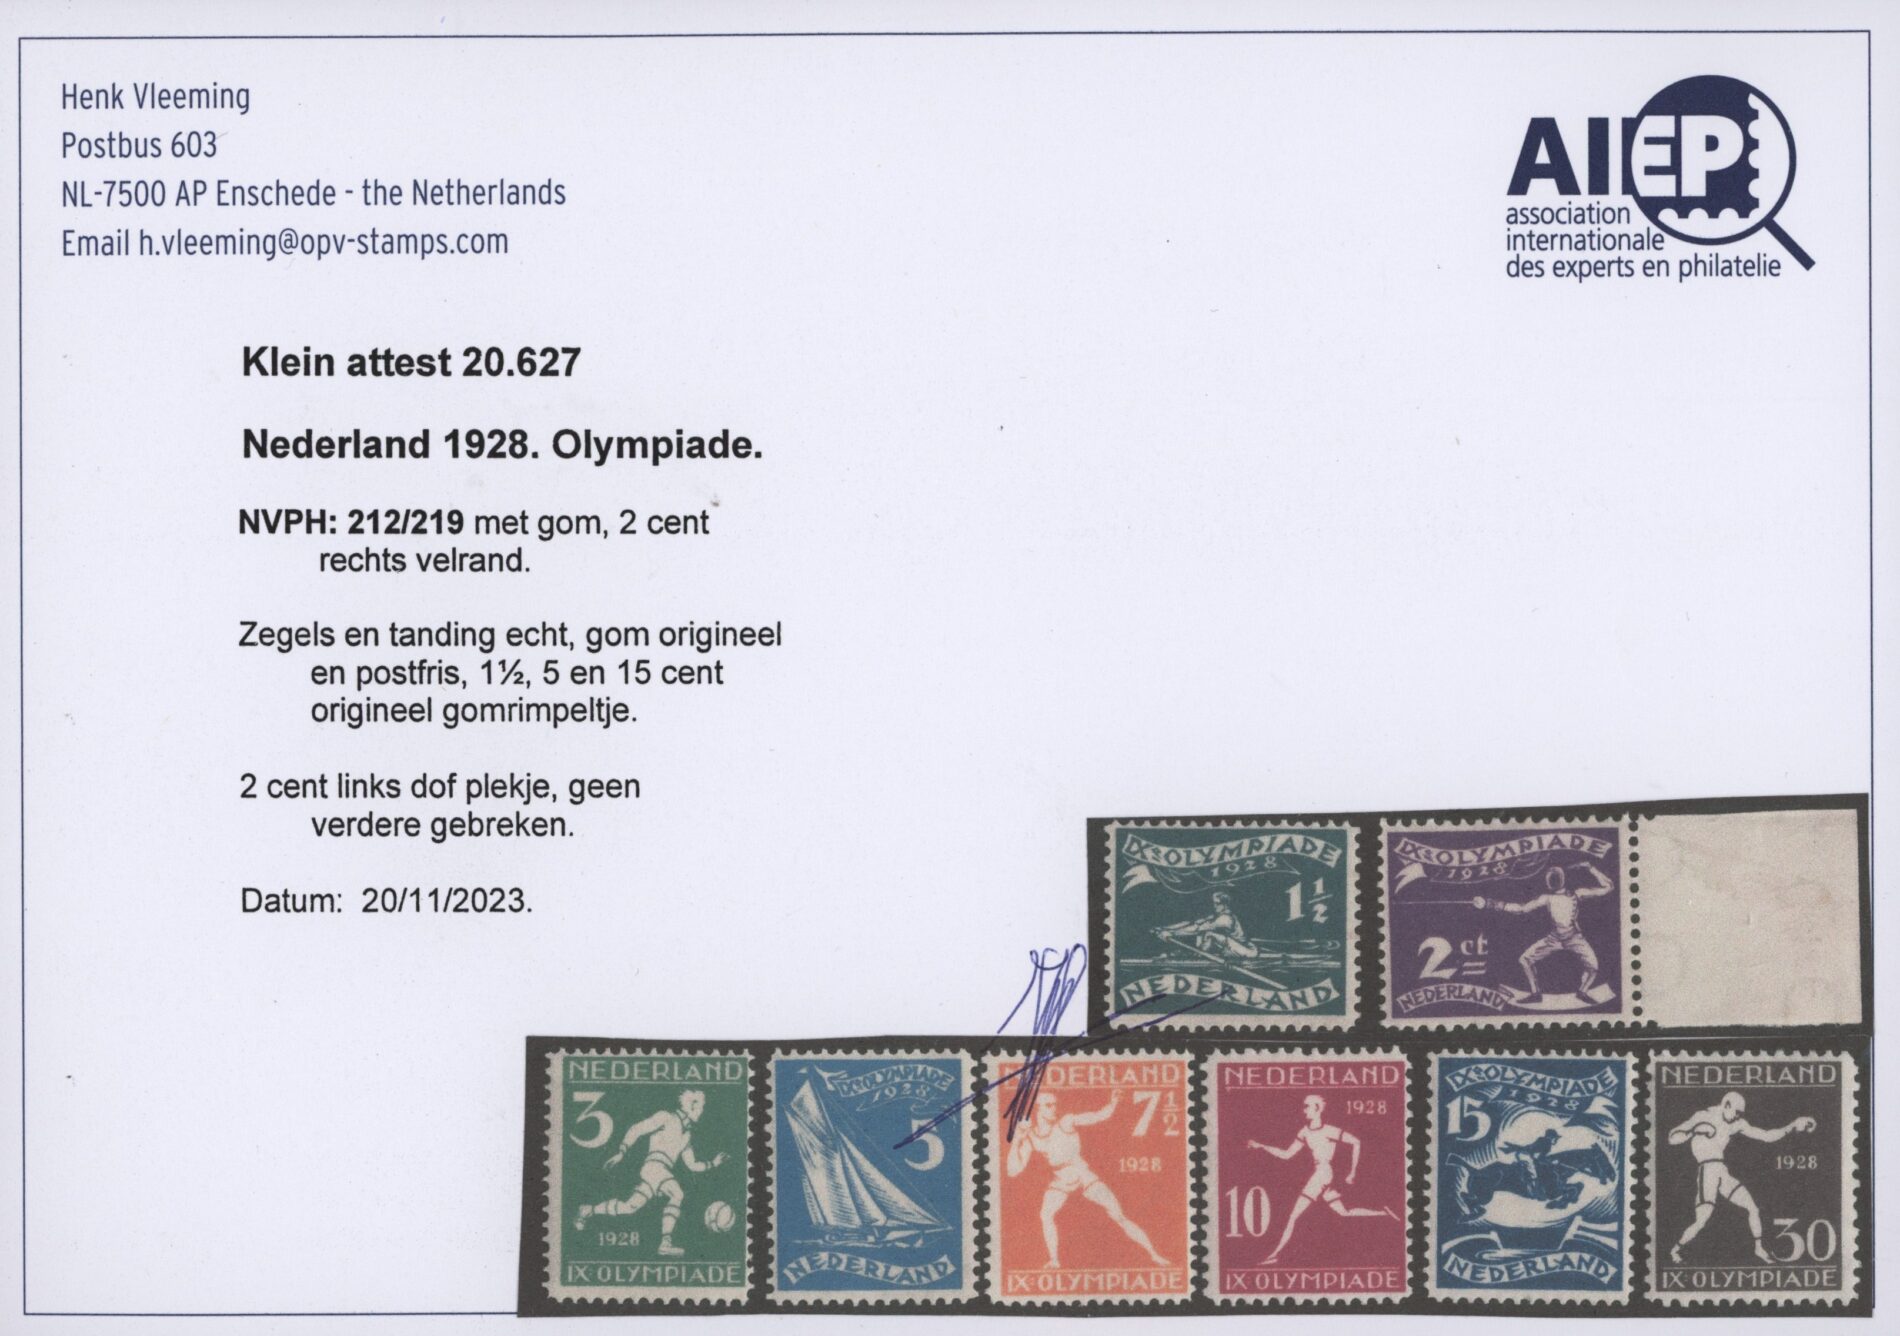 Henk Vleeming
Postbus 603
NL-7500 AP Enschede - the Netherlands
Email h.vleeming@opv-stamps.com
AIEP
association
internationale
des experts en philatelie
Klein attest 20.627
Nederland 1928. Olympiade.
NVPH: 212/219 met gom, 2 cent
rechts velrand.
Zegels en tanding echt, gom origineel
en postfris, 1½, 5 en 15 cent
origineel gomrimpeltje.
2 cent links dof plekje, geen
verdere gebreken.
Datum: 20/11/2023.
IXE OLYMPIADE
1928
1½
NEDERLAND
IXE OLYMPIADE
1928
2 ct
NEDERLAND
NEDERLAND
3
1928
IX OLYMPIADE
IXE OLYMPIADE
1928
5
NEDERLAND
NEDERLAND
7½
1928
IX OLYMPIADE
NEDERLAND
1928
10
IX OLYMPIADE
IXE OLYMPIADE
1928
15
NEDERLAND
NEDERLAND
1928
30
IX OLYMPIADE